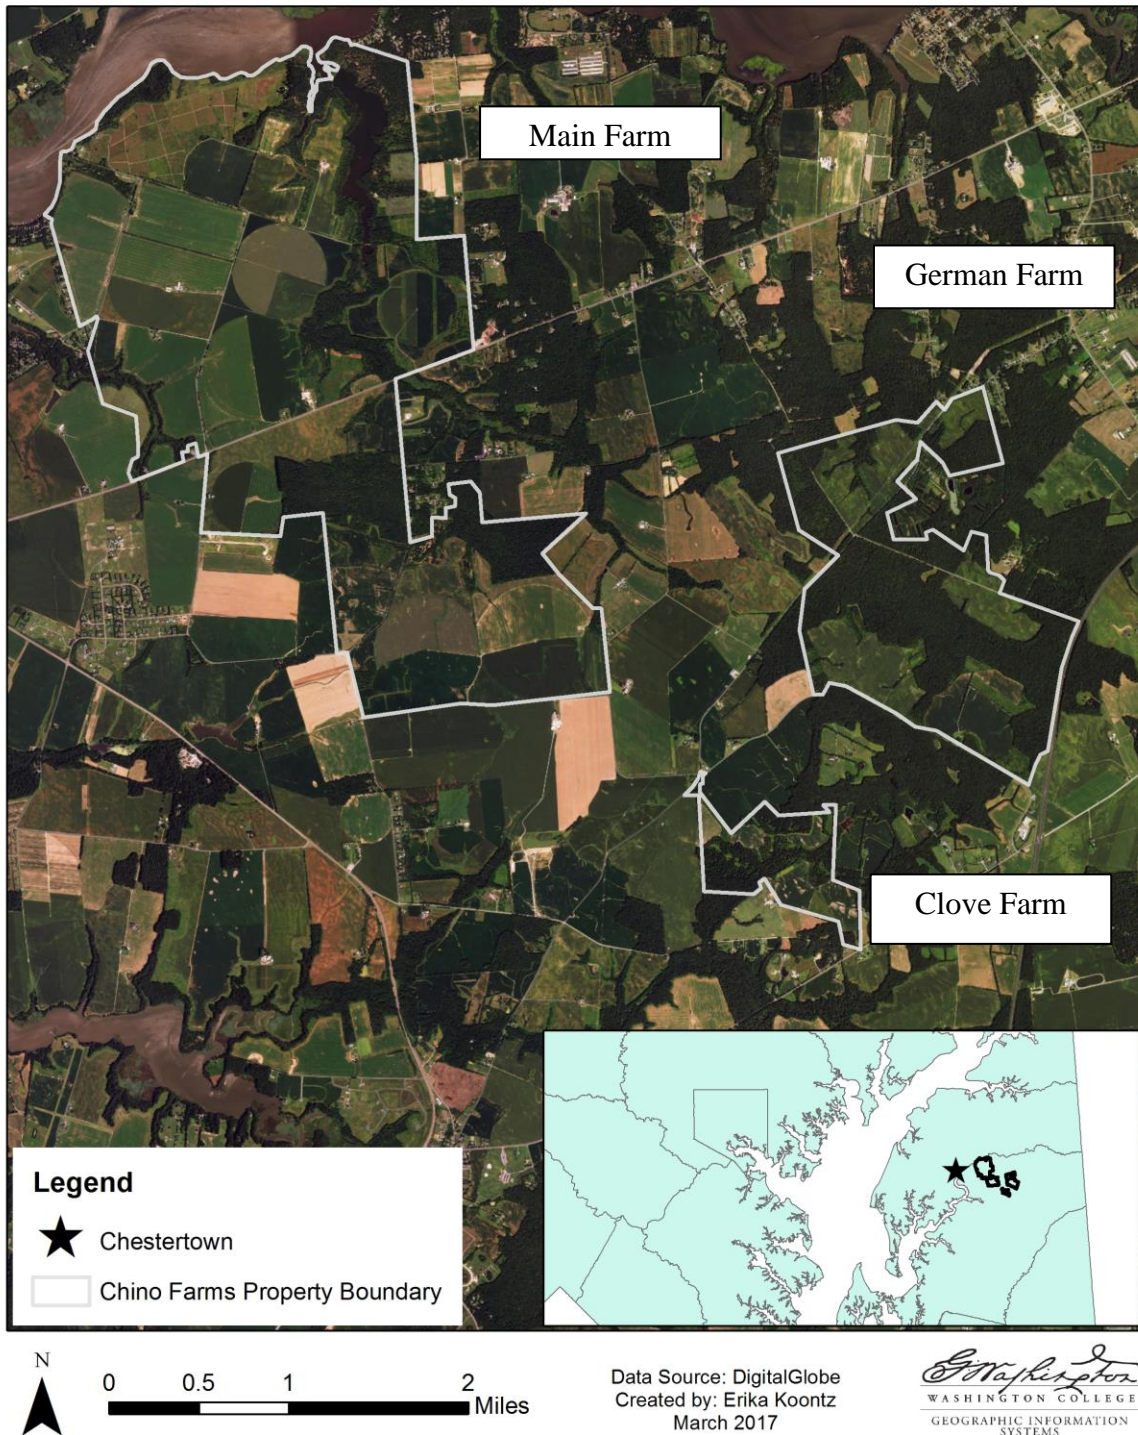 Main Farm
German Farm
Clove Farm
Legend
Chestertown
Chino Farms Property Boundary
N
0 0.5 1 2
Miles
Data Source: DigitalGlobe
Created by: Erika Koontz
March 2017
G. Washington
WASHINGTON COLLEGE
GEOGRAPHIC INFORMATION
SYSTEMS